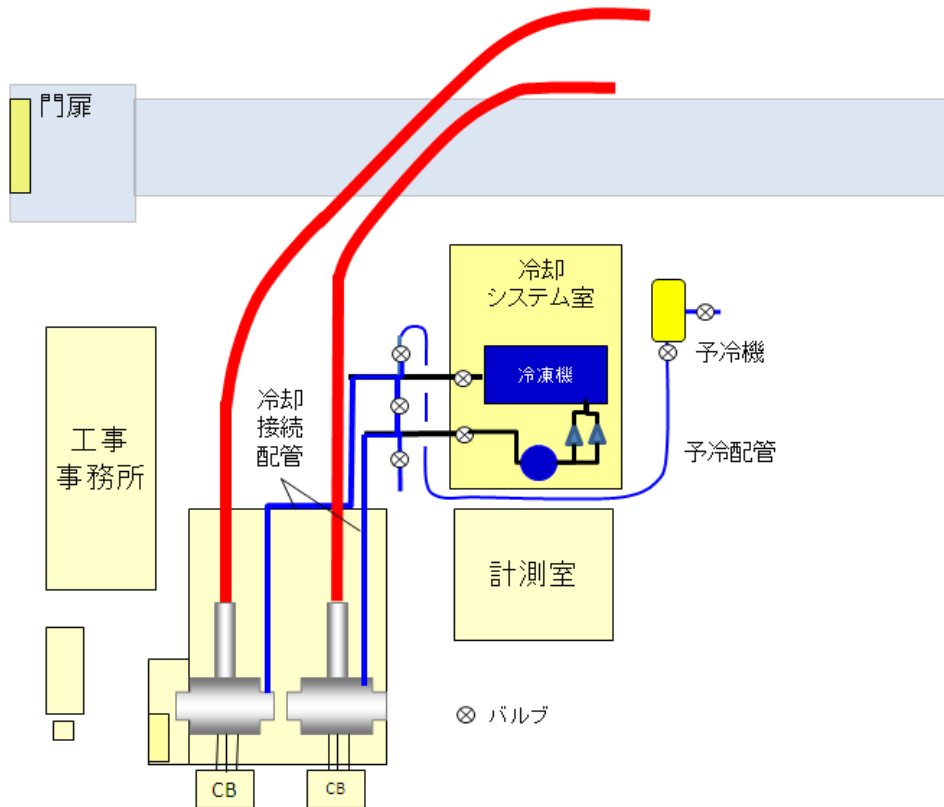 門扉
冷却
システム室
冷凍機
予冷機
冷却
接続
配管
工事
事務所
予冷配管
計測室
バルブ
CB
CB